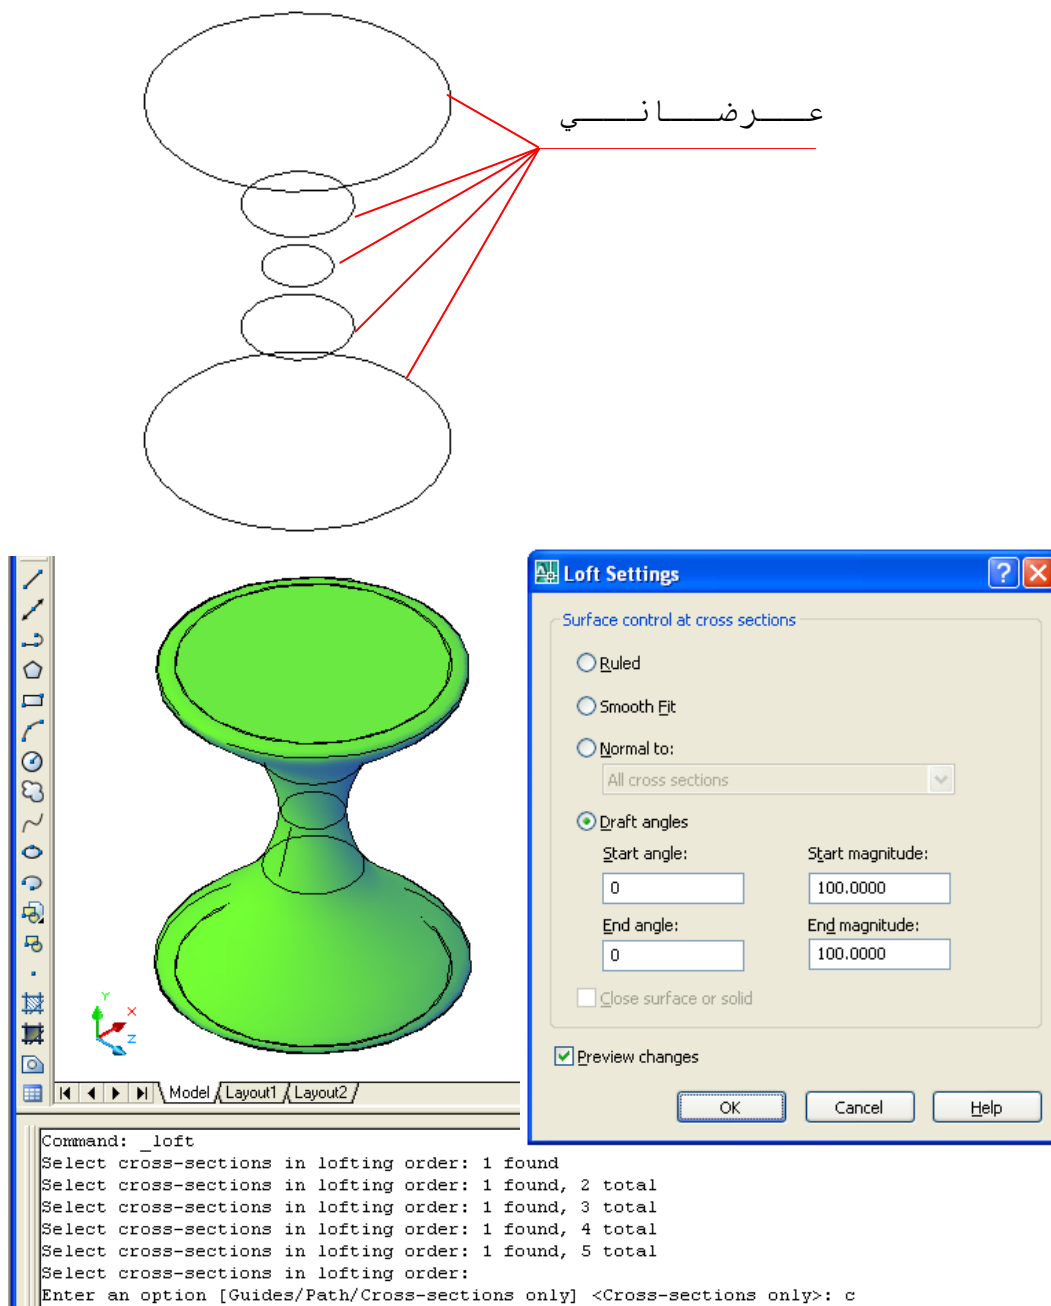 عرضاني
Loft Settings
Surface control at cross sections
Ruled
Smooth Fit
Normal to:
All cross sections
Draft angles
Start angle: Start magnitude:
0 100.0000
End angle: End magnitude:
0 100.0000
Close surface or solid
Preview changes
OK Cancel Help
Y
X
Z
Model Layout1 Layout2
Command: _loft
Select cross-sections in lofting order: 1 found
Select cross-sections in lofting order: 1 found, 2 total
Select cross-sections in lofting order: 1 found, 3 total
Select cross-sections in lofting order: 1 found, 4 total
Select cross-sections in lofting order: 1 found, 5 total
Select cross-sections in lofting order:
Enter an option [Guides/Path/Cross-sections only] <Cross-sections only>: c